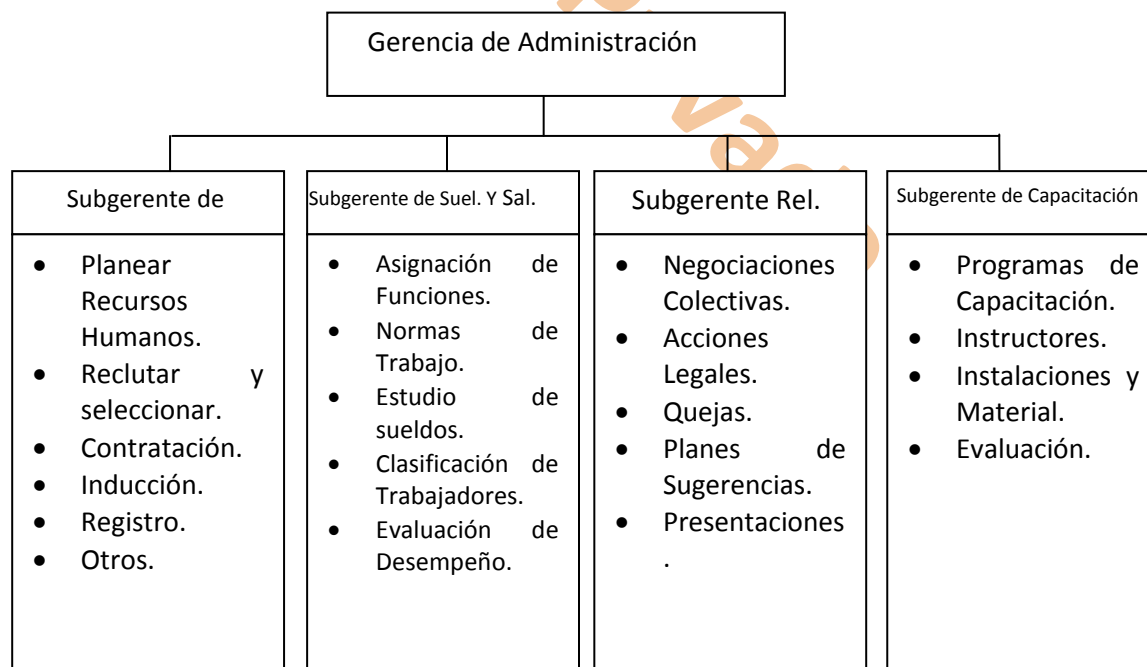 Gerencia de Administración
Subgerente de
• Planear
Recursos
Humanos.
• Reclutar y
seleccionar.
• Contratación.
• Inducción.
• Registro.
• Otros.
Subgerente de Suel. Y Sal.
• Asignación de
Funciones.
• Normas de
Trabajo.
• Estudio de
sueldos.
• Clasificación de
Trabajadores.
• Evaluación de
Desempeño.
Subgerente Rel.
• Negociaciones
Colectivas.
• Acciones
Legales.
• Quejas.
• Planes de
Sugerencias.
• Presentaciones
.
Subgerente de Capacitación
• Programas de
Capacitación.
• Instructores.
• Instalaciones y
Material.
• Evaluación.